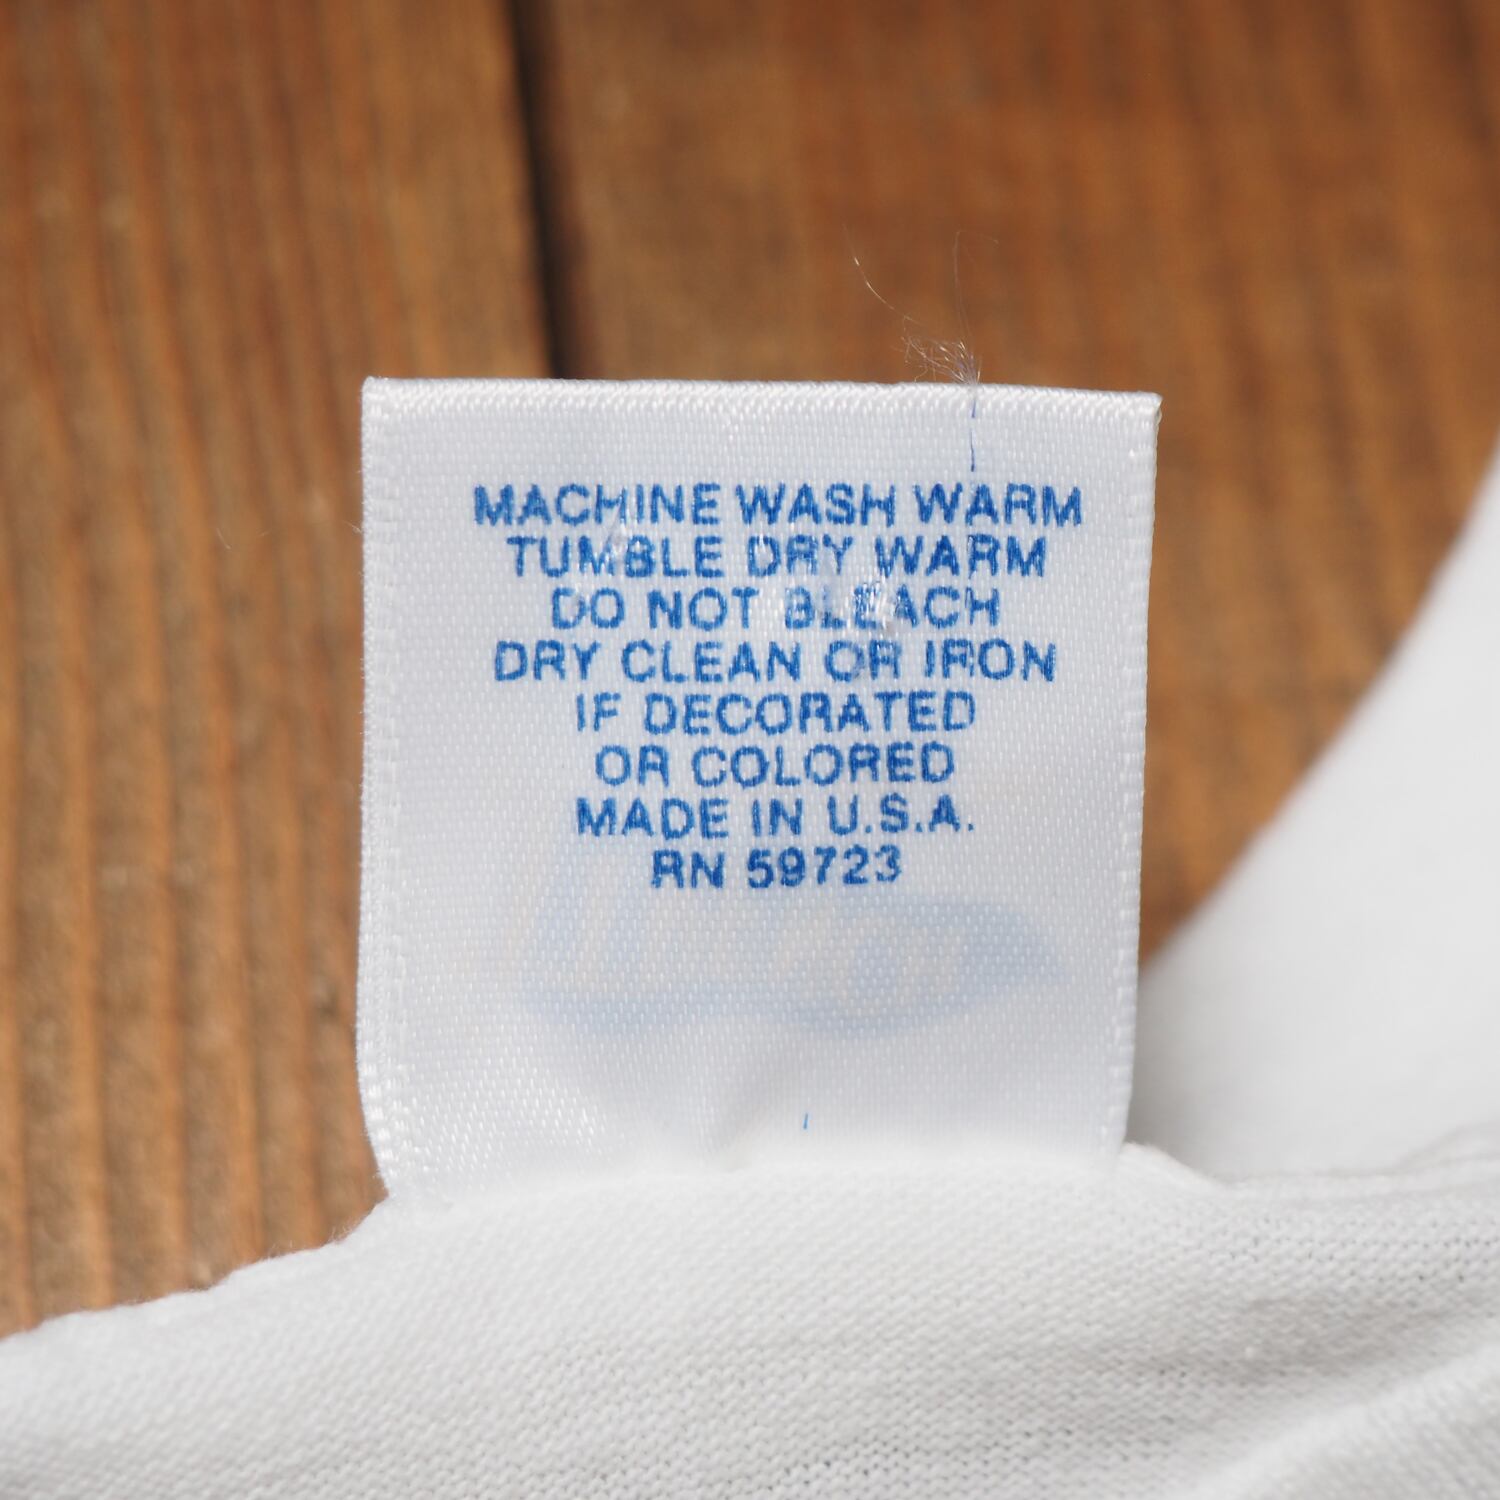 MACHINE WASH WARM
TUMBLE DRY WARM
DO NOT BLEACH
DRY CLEAN OR IRON
IF DECORATED
OR COLORED
MADE IN U.S.A.
RN 59723